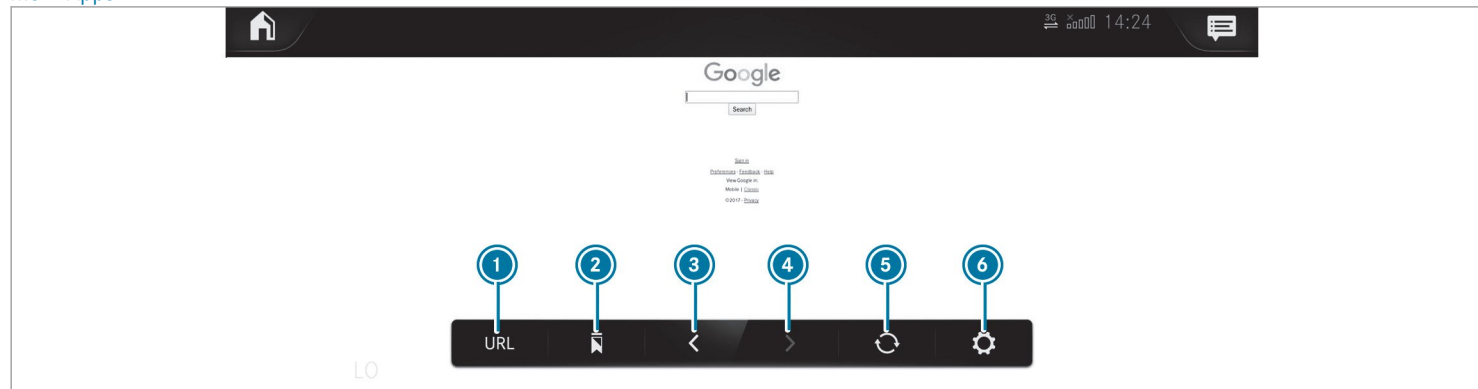 3G 14:24
Google
Search
Sign in
Preferences - Feedback - Help
View Google in:
Mobile | Classic
©2017 - Privacy
1 2 3 4 5 6
URL
LO